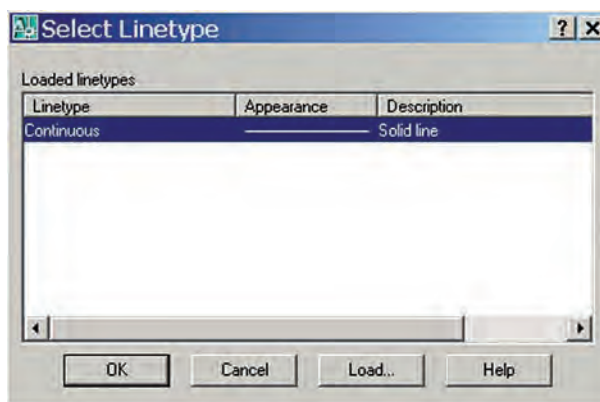 Select Linetype
Loaded linetypes
Linetype Appearance Description
Continuous Solid line
OK Cancel Load... Help